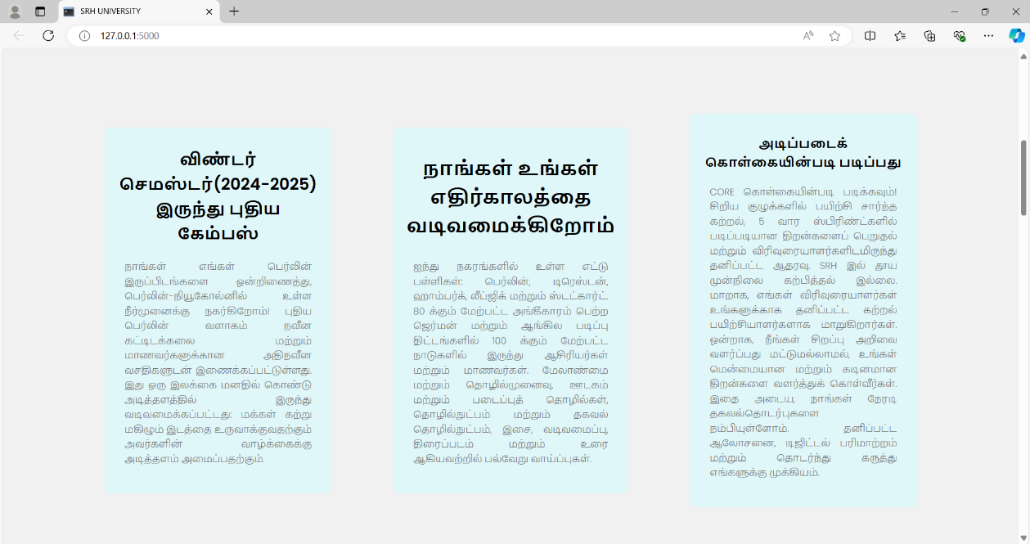 SRH UNIVERSITY
127.0.0.1:5000
விண்டர்
செமஸ்டர்(2024-2025)
இருந்து புதிய
கேம்பஸ்
நாங்கள் எங்கள் பெர்லின்
இருப்பிடங்களை ஒன்றிணைத்து,
பெர்லின்-நியூகோல்னில் உள்ள
நீர்முனைக்கு நகர்கிறோம்! புதிய
பெர்லின் வளாகம் நவீன
கட்டிடக்கலை மற்றும்
மாணவர்களுக்கான அதிநவீன
வசதிகளுடன் இணைக்கப்பட்டுள்ளது.
இது ஒரு இலக்கை மனதில் கொண்டு
அடித்தளத்தில் இருந்து
வடிவமைக்கப்பட்டது: மக்கள் கற்று
மகிழும் இடத்தை உருவாக்குவதற்கும்
அவர்களின் வாழ்க்கைக்கு
அடித்தளம் அமைப்பதற்கும்.
நாங்கள் உங்கள்
எதிர்காலத்தை
வடிவமைக்கிறோம்
ஐந்து நகரங்களில் உள்ள எட்டு
பள்ளிகள்: பெர்லின், டிரெஸ்டன்,
ஹாம்பர்க், லீப்ஜிக் மற்றும் ஸ்டட்கார்ட்.
80 க்கும் மேற்பட்ட அங்கீகாரம் பெற்ற
ஜெர்மன் மற்றும் ஆங்கில படிப்பு
திட்டங்களில் 100 க்கும் மேற்பட்ட
நாடுகளில் இருந்து ஆசிரியர்கள்
மற்றும் மாணவர்கள். மேலாண்மை
மற்றும் தொழில்முனைவு, ஊடகம்
மற்றும் படைப்புத் தொழில்கள்,
தொழில்நுட்பம் மற்றும் தகவல்
தொழில்நுட்பம், இசை, வடிவமைப்பு,
திரைப்படம் மற்றும் உரை
ஆகியவற்றில் பல்வேறு வாய்ப்புகள்.
அடிப்படைக்
கொள்கையின்படி படிப்பது
CORE கொள்கையின்படி படிக்கவும்!
சிறிய குழுக்களில் பயிற்சி சார்ந்த
கற்றல், 5 வார ஸ்பிரிண்ட்களில்
படிப்படியான திறன்களைப் பெறுதல்
மற்றும் விரிவுரையாளர்களிடமிருந்து
தனிப்பட்ட ஆதரவு. SRH இல் தூய
முன்நிலை கற்பித்தல் இல்லை.
மாறாக, எங்கள் விரிவுரையாளர்கள்
உங்களுக்காக தனிப்பட்ட கற்றல்
பயிற்சியாளர்களாக மாறுகிறார்கள்.
ஒன்றாக, நீங்கள் சிறப்பு அறிவை
வளர்ப்பது மட்டுமல்லாமல், உங்கள்
மென்மையான மற்றும் கடினமான
திறன்களை வளர்த்துக் கொள்வீர்கள்.
இதை அடைய, நாங்கள் நேரடி
தகவல்தொடர்புகளை
நம்பியுள்ளோம். தனிப்பட்ட
ஆலோசனை, டிஜிட்டல் பரிமாற்றம்
மற்றும் தொடர்ந்து கருத்து
எங்களுக்கு முக்கியம்.